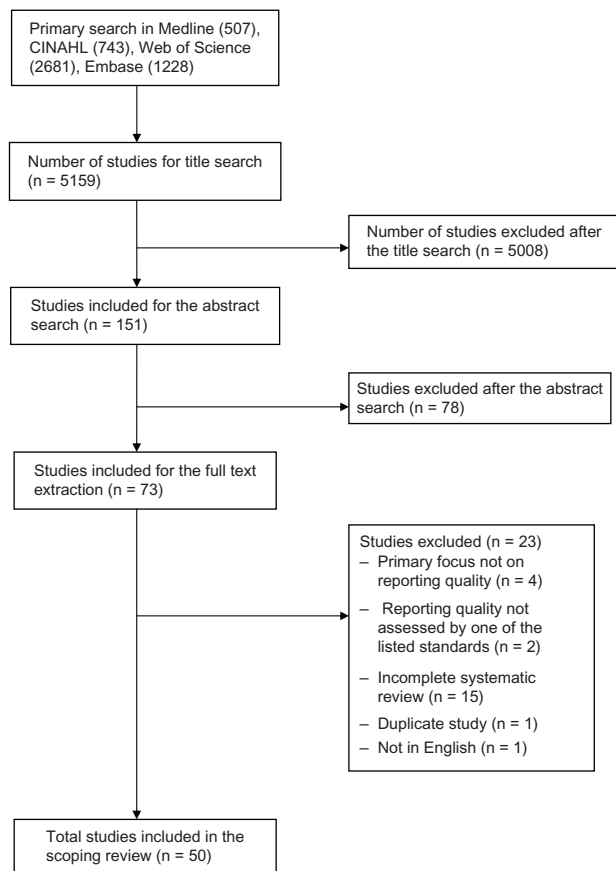 Primary search in Medline (507),
CINAHL (743), Web of Science
(2681), Embase (1228)
Number of studies for title search
(n = 5159)
Number of studies excluded after
the title search (n = 5008)
Studies included for the abstract
search (n = 151)
Studies excluded after the abstract
search (n = 78)
Studies included for the full text
extraction (n = 73)
Studies excluded (n = 23)
– Primary focus not on
reporting quality (n = 4)
– Reporting quality not
assessed by one of the
listed standards
(n = 2)
– Incomplete systematic
review (n = 15)
– Duplicate study (n = 1)
– Not in English (n = 1)
Total studies included in the
scoping review (n = 50)